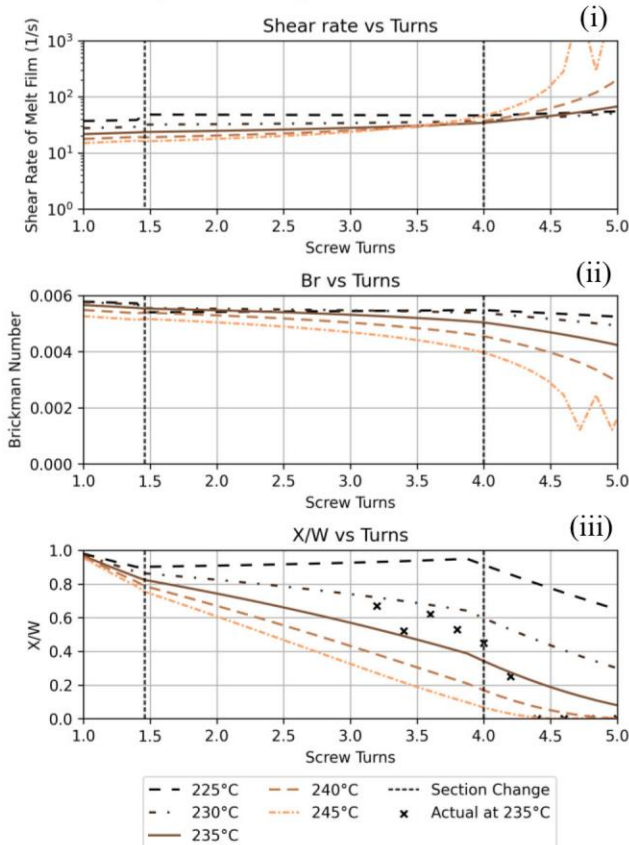 Shear rate vs Turns
(i)
Shear Rate of Melt Film (1/s)
10³
10²
10¹
10⁰
1.0 1.5 2.0 2.5 3.0 3.5 4.0 4.5 5.0
Screw Turns
Br vs Turns
(ii)
Brickman Number
0.006
0.004
0.002
0.000
1.0 1.5 2.0 2.5 3.0 3.5 4.0 4.5 5.0
Screw Turns
X/W vs Turns
(iii)
X/W
1.0
0.8
0.6
0.4
0.2
0.0
1.0 1.5 2.0 2.5 3.0 3.5 4.0 4.5 5.0
Screw Turns
225°C 240°C Section Change
230°C 245°C Actual at 235°C
235°C